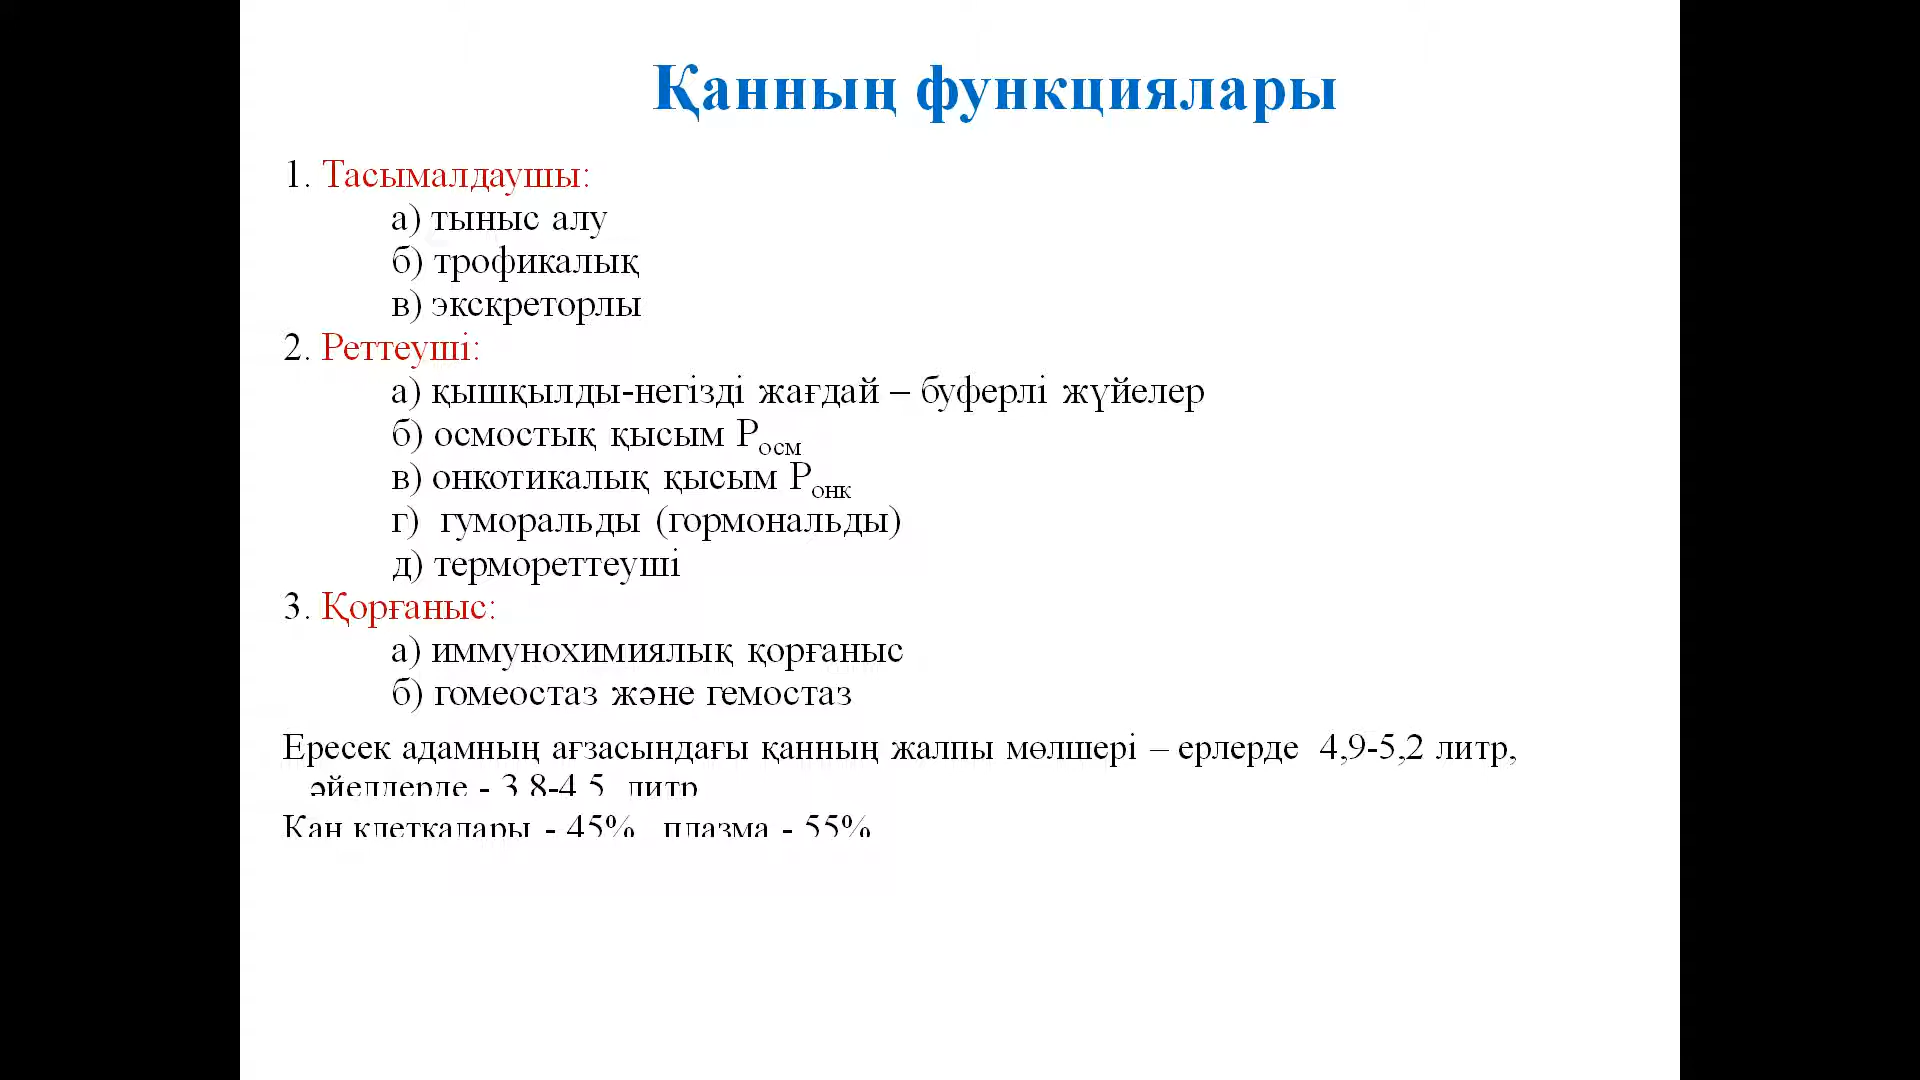 Қанның функциялары
1. Тасымалдаушы:
а) тыныс алу
б) трофикалық
в) экскреторлы
2. Реттеуші:
а) қышқылды-негізді жағдай – буферлі жүйелер
б) осмостық қысым Росм
в) онкотикалық қысым Ронк
г) гуморальды (гормональды)
д) термореттеуші
3. Қорғаныс:
а) иммунохимиялық қорғаныс
б) гомеостаз және гемостаз
Ересек адамның ағзасындағы қанның жалпы мөлшері – ерлерде 4,9-5,2 литр,
әйелдерде - 3,8-4,5 литр
Қан клеткалары - 45% плазма - 55%